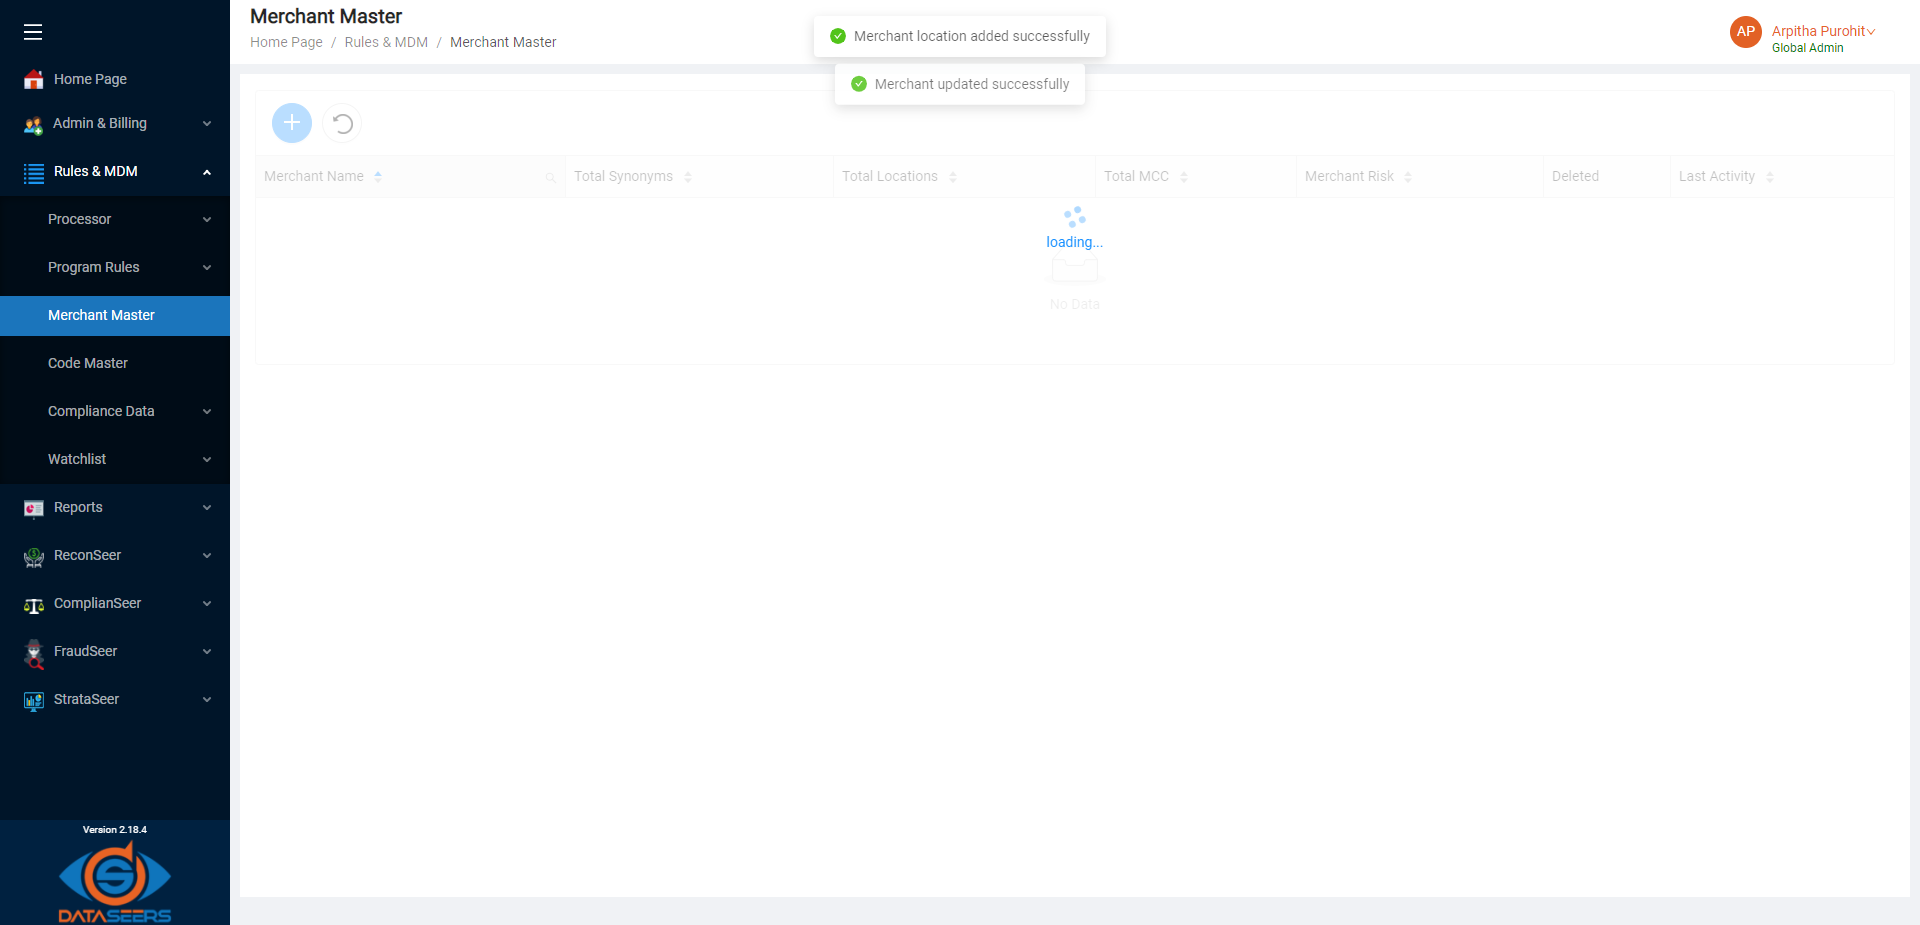 Merchant Master
Home Page / Rules & MDM / Merchant Master
Merchant location added successfully
Merchant updated successfully
AP
Arpitha Purohit
Global Admin
Home Page
Admin & Billing
Rules & MDM
Processor
Program Rules
Merchant Master
Code Master
Compliance Data
Watchlist
Reports
ReconSeer
ComplianSeer
FraudSeer
StrataSeer
Version 2.18.4
DATASEERS
Merchant Name
Total Synonyms
Total Locations
Total MCC
Merchant Risk
Deleted
Last Activity
loading...
No Data